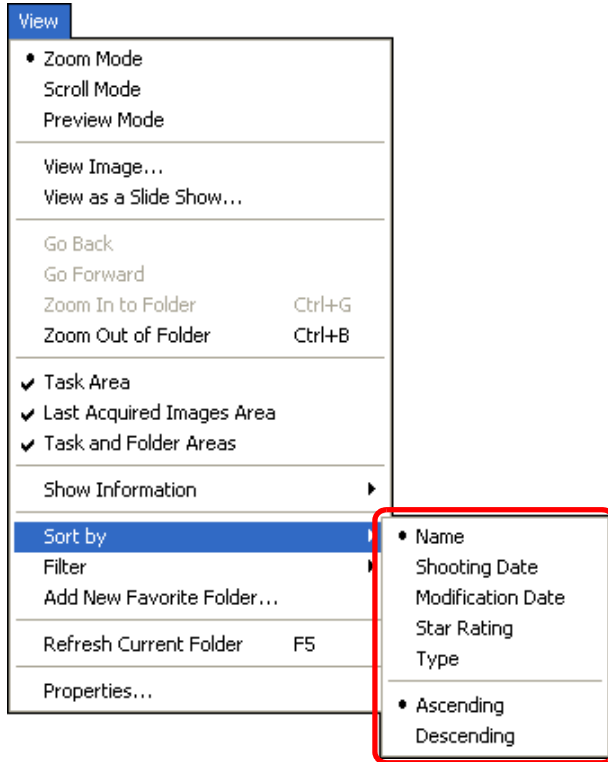 View
Zoom Mode
Scroll Mode
Preview Mode
View Image...
View as a Slide Show...
Go Back
Go Forward
Zoom In to Folder Ctrl+G
Zoom Out of Folder Ctrl+B
Task Area
Last Acquired Images Area
Task and Folder Areas
Show Information
Sort by
Filter
Add New Favorite Folder...
Refresh Current Folder F5
Properties...
Name
Shooting Date
Modification Date
Star Rating
Type
Ascending
Descending